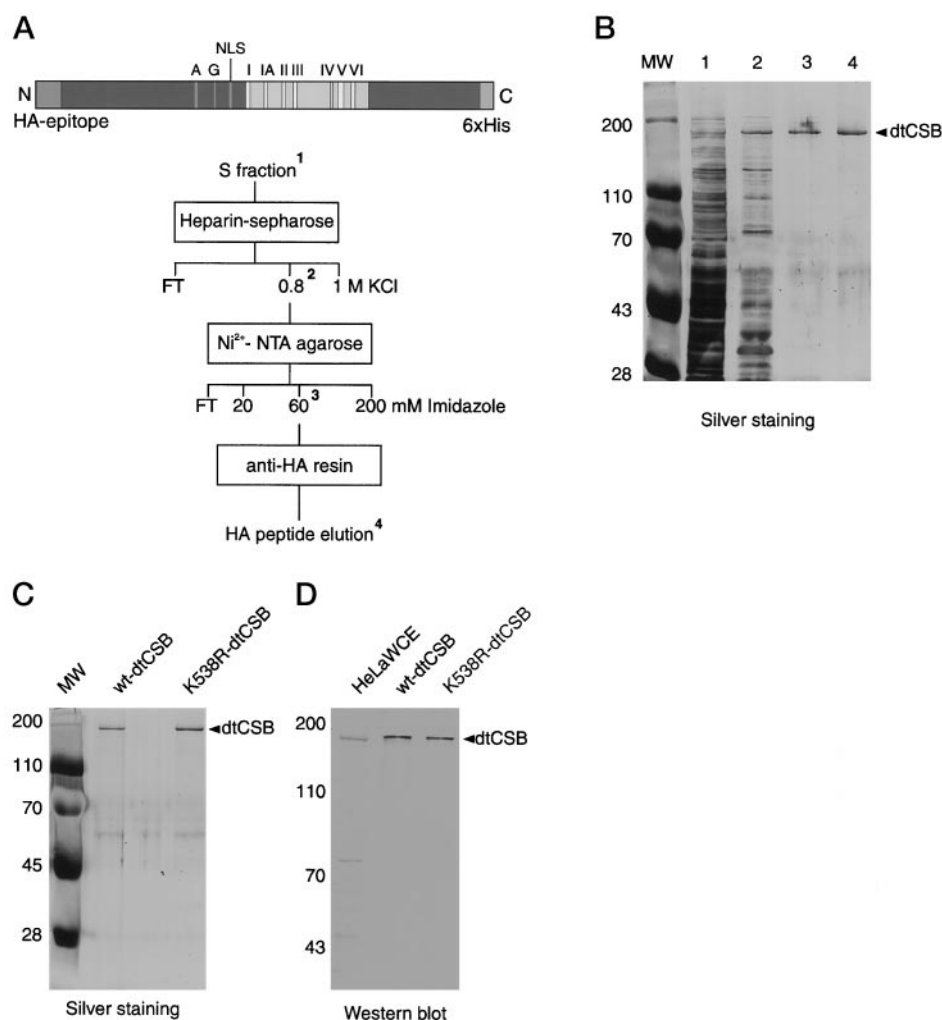 A
NLS
A G I IA II III IV V VI
N C
HA-epitope 6xHis
S fraction¹
Heparin-sepharose
FT 0.8² 1 M KCl
Ni²⁺- NTA agarose
FT 20 60³ 200 mM Imidazole
anti-HA resin
HA peptide elution⁴
B
MW 1 2 3 4
200
dtCSB
110
70
43
28
Silver staining
C
MW wt-dtCSB K538R-dtCSB
200
dtCSB
110
70
45
28
Silver staining
D
HeLaWCE wt-dtCSB K538R-dtCSB
200
dtCSB
110
70
43
Western blot